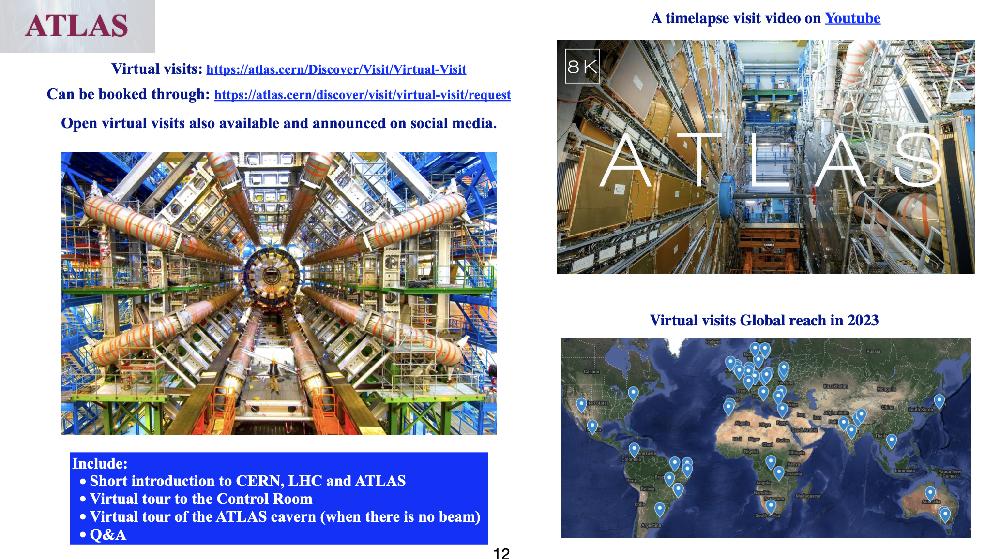 ATLAS
Virtual visits: https://atlas.cern/Discover/Visit/Virtual-Visit
Can be booked through: https://atlas.cern/discover/visit/virtual-visit/request
Open virtual visits also available and announced on social media.
Include:
• Short introduction to CERN, LHC and ATLAS
• Virtual tour to the Control Room
• Virtual tour of the ATLAS cavern (when there is no beam)
• Q&A
A timelapse visit video on Youtube
8K
ATLAS
Virtual visits Global reach in 2023
Iceland
Russia
Canada
Ukraine
Kazakhstan
Mongolia
France
China
South Korea
Afghanistan
Iraq
Iran
Algeria
Libya
Egypt
Saudi Arabia
Mali
Niger
Sudan
Chad
Nigeria
Ethiopia
Colombia
Kenya
Indonesia
Papua New
Guinea
Tanzania
Peru
Angola
Bolivia
Namibia
Botswana
Madagascar
Chile
Australia
South Africa
Argentina
12